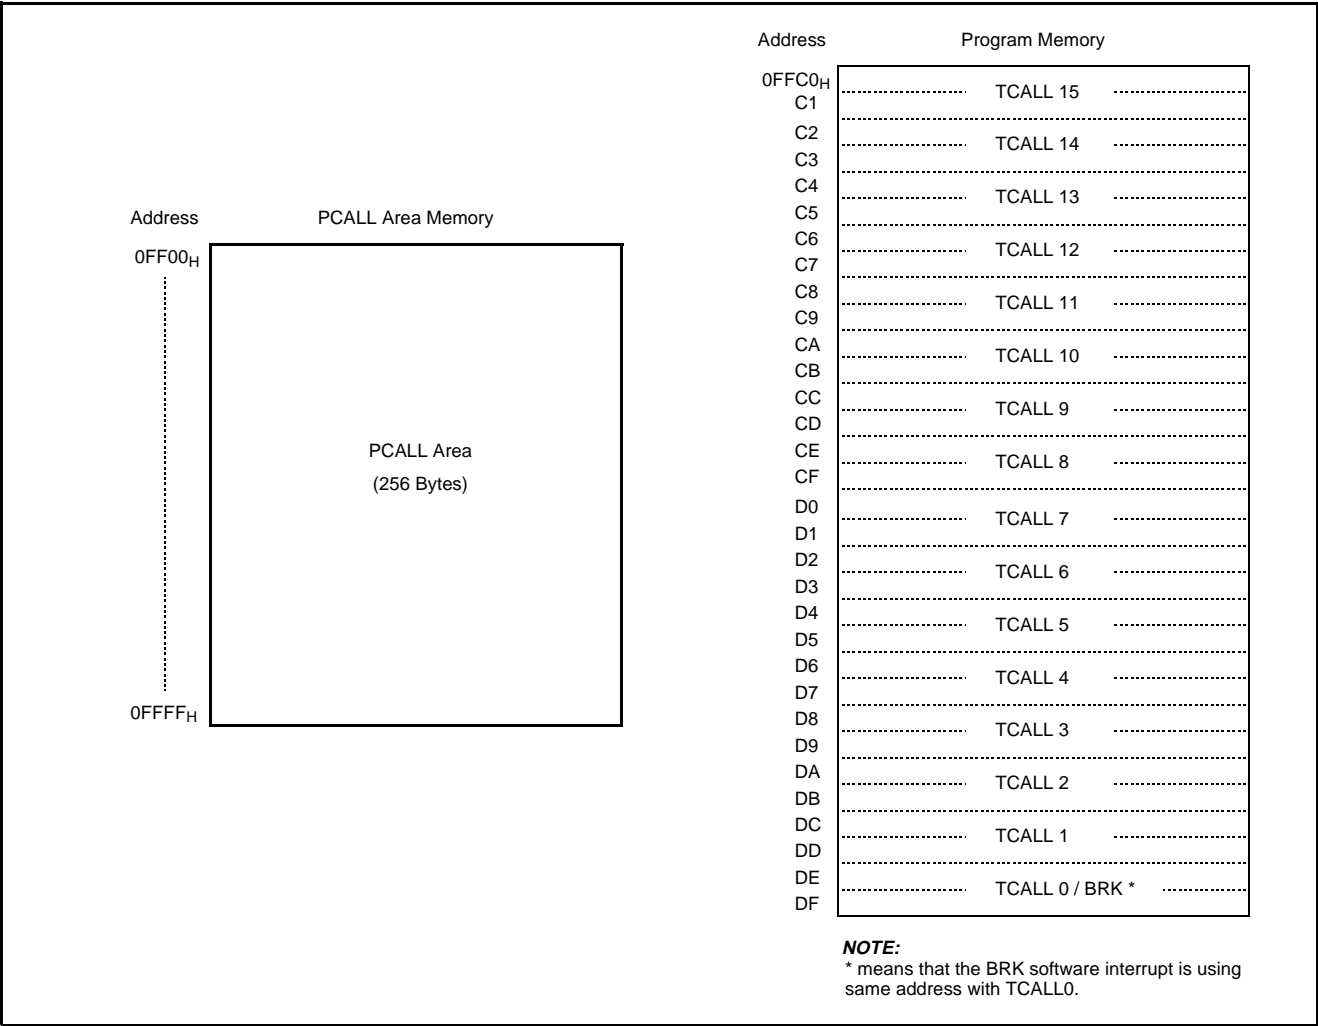 Address PCALL Area Memory
0FF00H
PCALL Area
(256 Bytes)
0FFFFH
Address Program Memory
0FFC0H
C1
TCALL 15
C2
C3
TCALL 14
C4
C5
TCALL 13
C6
C7
TCALL 12
C8
C9
TCALL 11
CA
CB
TCALL 10
CC
CD
TCALL 9
CE
CF
TCALL 8
D0
D1
TCALL 7
D2
D3
TCALL 6
D4
D5
TCALL 5
D6
D7
TCALL 4
D8
D9
TCALL 3
DA
DB
TCALL 2
DC
DD
TCALL 1
DE
DF
TCALL 0 / BRK *
NOTE:
* means that the BRK software interrupt is using
same address with TCALL0.